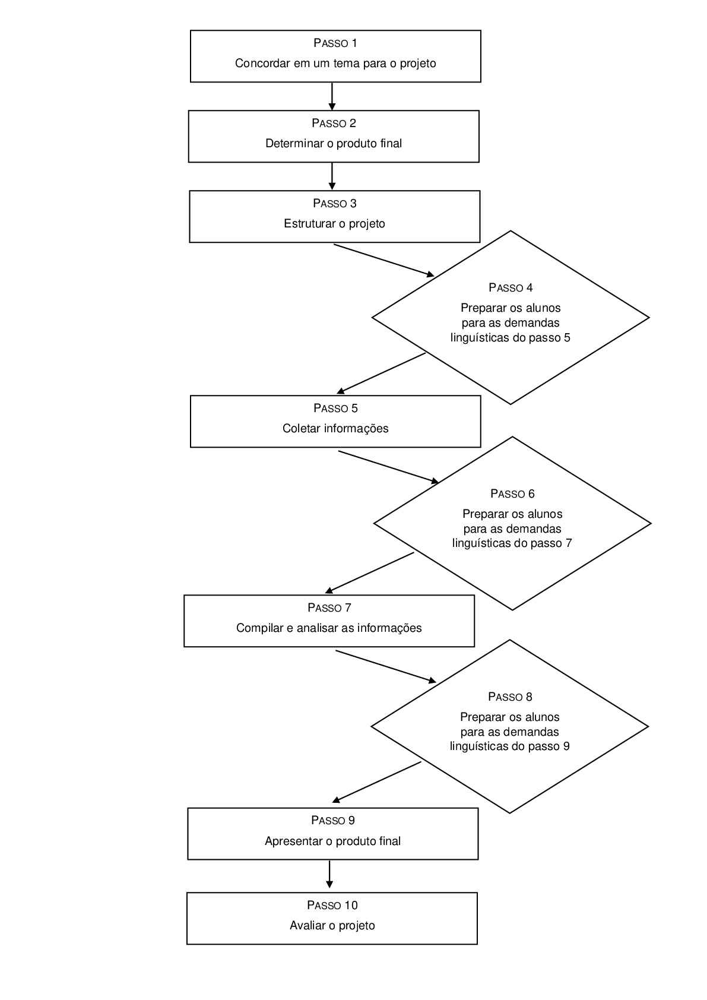 PASSO 1
Concordar em um tema para o projeto
PASSO 2
Determinar o produto final
PASSO 3
Estruturar o projeto
PASSO 4
Preparar os alunos
para as demandas
linguísticas do passo 5
PASSO 5
Coletar informações
PASSO 6
Preparar os alunos
para as demandas
linguísticas do passo 7
PASSO 7
Compilar e analisar as informações
PASSO 8
Preparar os alunos
para as demandas
linguísticas do passo 9
PASSO 9
Apresentar o produto final
PASSO 10
Avaliar o projeto